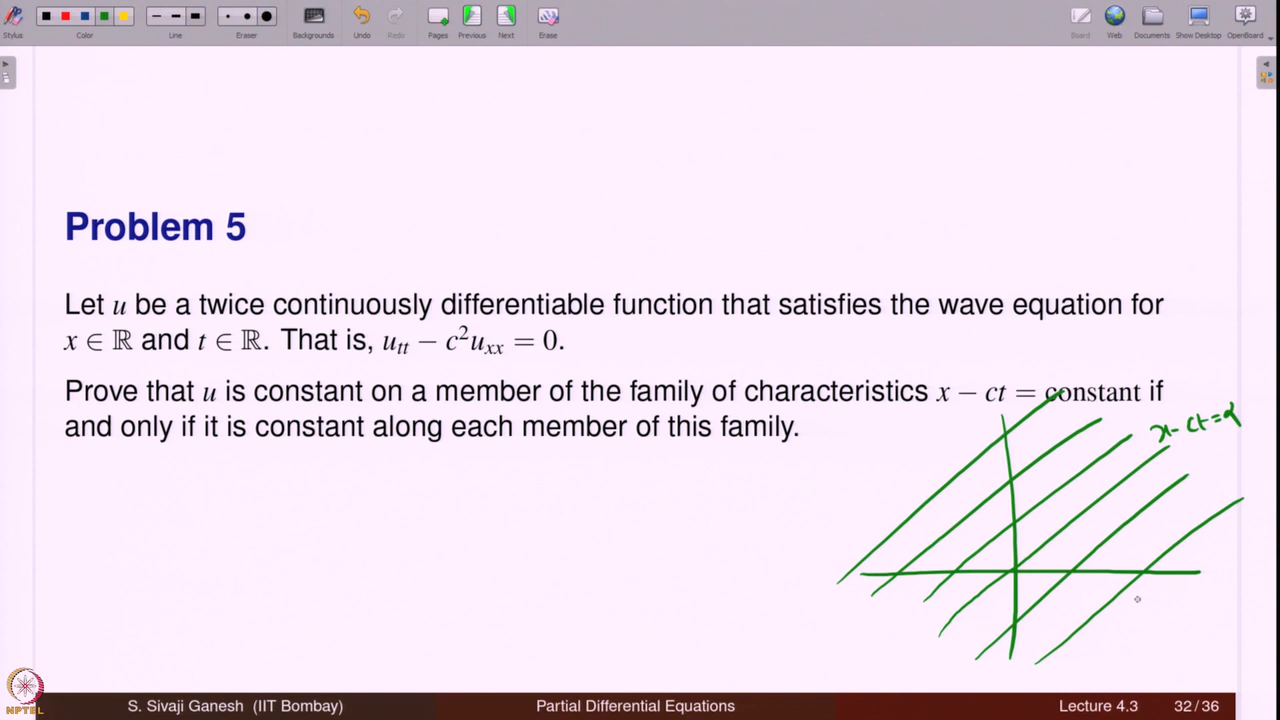 Stylus Color Line Eraser Backgrounds Undo Redo Pages Previous Next Erase Board Web Documents Show Desktop OpenBoard
Problem 5
Let u be a twice continuously differentiable function that satisfies the wave equation for
x ∈ ℝ and t ∈ ℝ. That is, u_tt − c²u_xx = 0.
Prove that u is constant on a member of the family of characteristics x − ct = constant if
and only if it is constant along each member of this family.
x − ct = α
NPTEL
S. Sivaji Ganesh (IIT Bombay) Partial Differential Equations Lecture 4.3 32/36